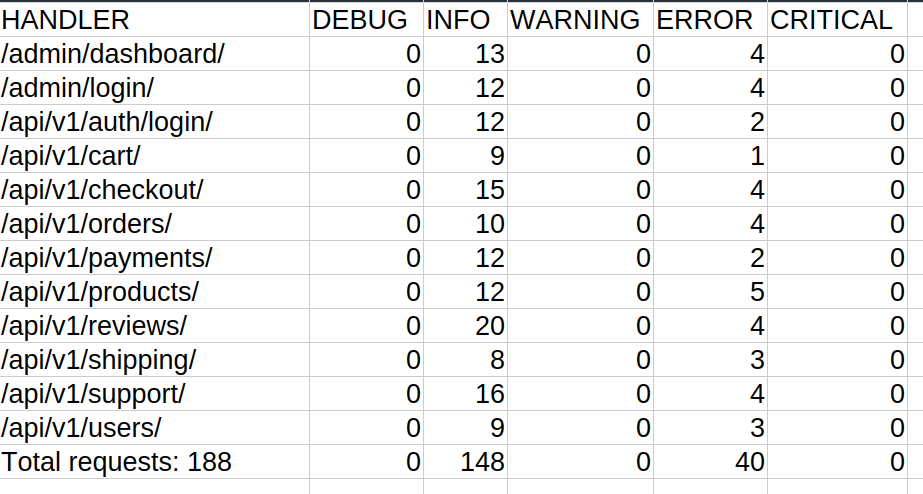 HANDLER DEBUG INFO WARNING ERROR CRITICAL
/admin/dashboard/ 0 13 0 4 0
/admin/login/ 0 12 0 4 0
/api/v1/auth/login/ 0 12 0 2 0
/api/v1/cart/ 0 9 0 1 0
/api/v1/checkout/ 0 15 0 4 0
/api/v1/orders/ 0 10 0 4 0
/api/v1/payments/ 0 12 0 2 0
/api/v1/products/ 0 12 0 5 0
/api/v1/reviews/ 0 20 0 4 0
/api/v1/shipping/ 0 8 0 3 0
/api/v1/support/ 0 16 0 4 0
/api/v1/users/ 0 9 0 3 0
Total requests: 188 0 148 0 40 0